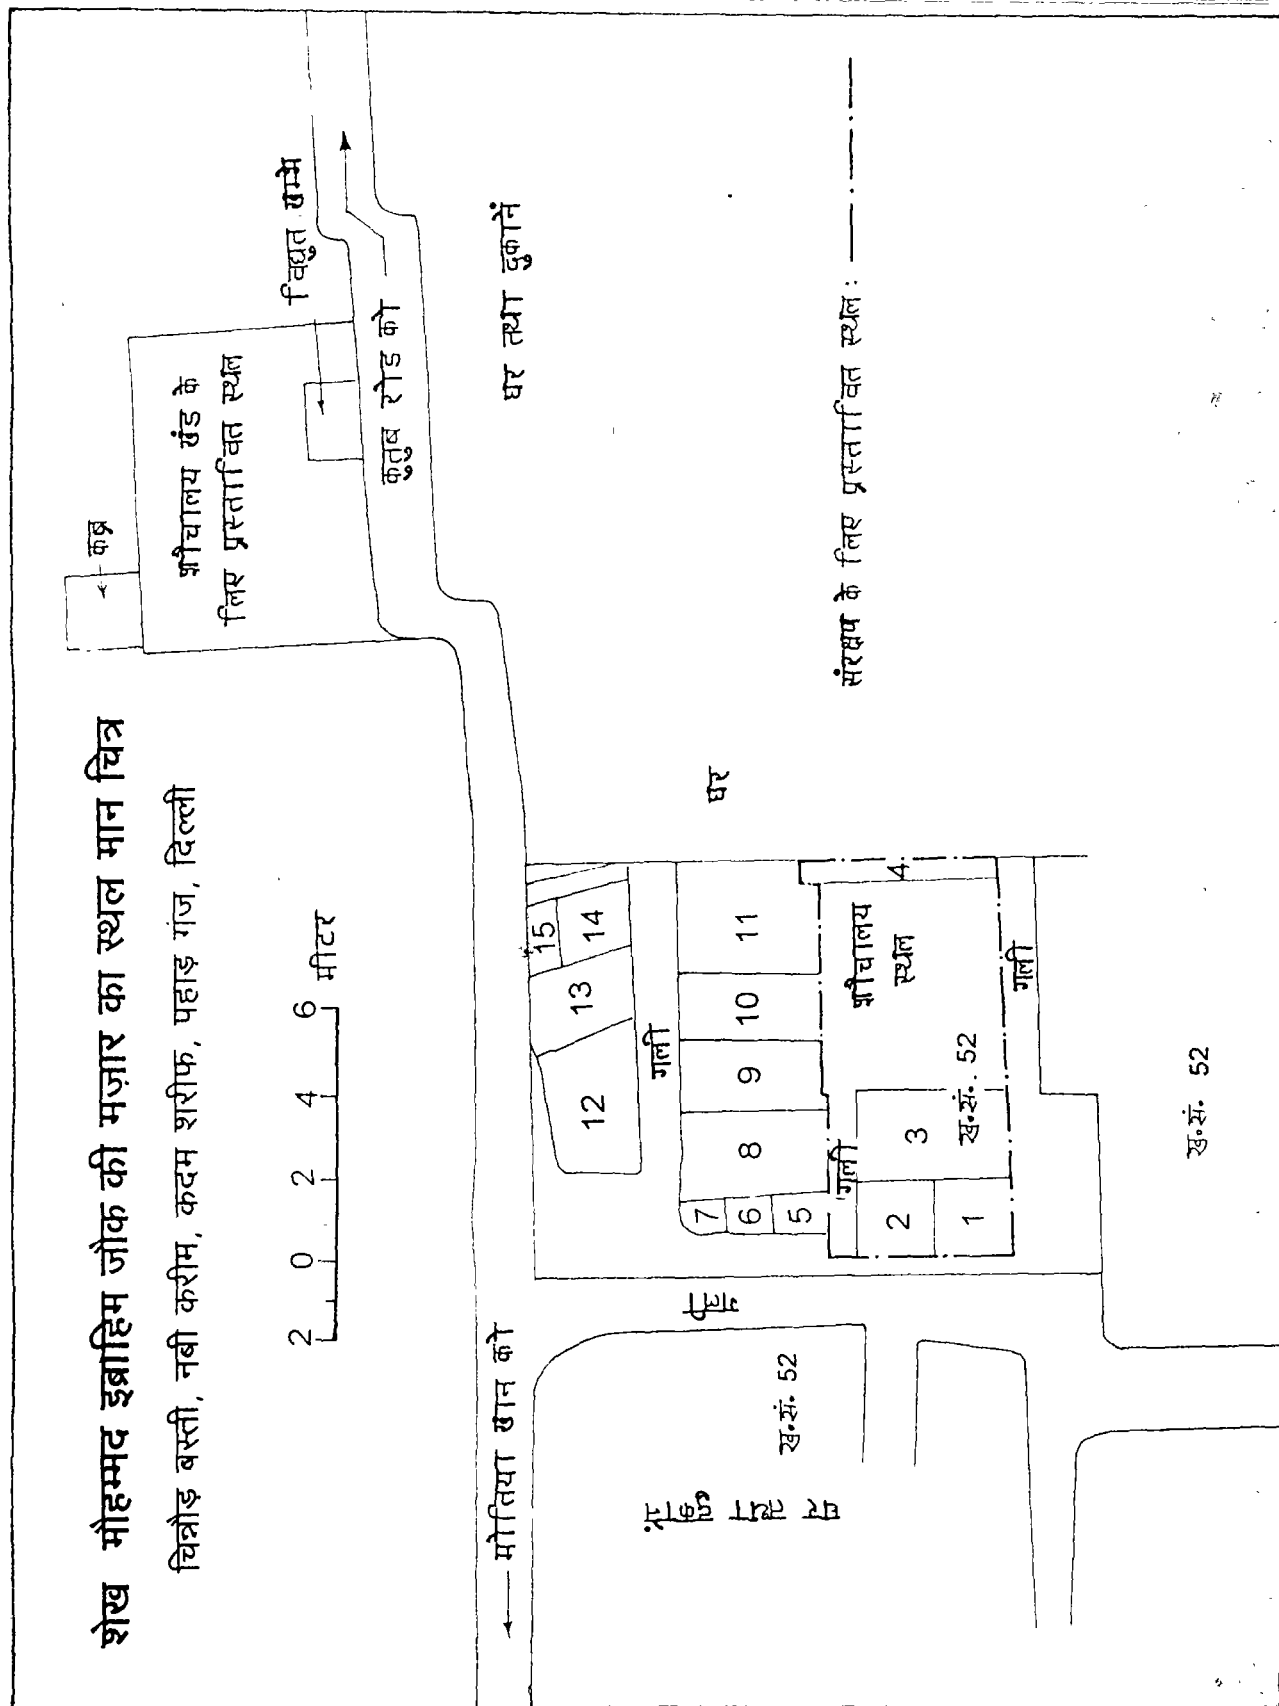 शेख मोहम्मद इब्राहिम जोक की मज़ार का स्थल मान चित्र
चित्रोड़ बस्ती, नबी करीम, कदम शरीफ, पहाड़ गंज, दिल्ली
2 0 2 4 6
मीटर
कब्र
शौचालय खंड के
लिए प्रस्तावित स्थल
विद्युत खम्भे
कुतुब रोड को
← मोतिया खान को
घर तथा दुकानें
घर
12 13 14 15
गली
7 6 5 8 9 10 11
गली
2 1 3
ख.सं. 52
शौचालय
स्थल
4
गली
गली
ख.सं. 52
घर तथा दुकानें
ख.सं. 52
संरक्षण के लिए प्रस्तावित स्थल :